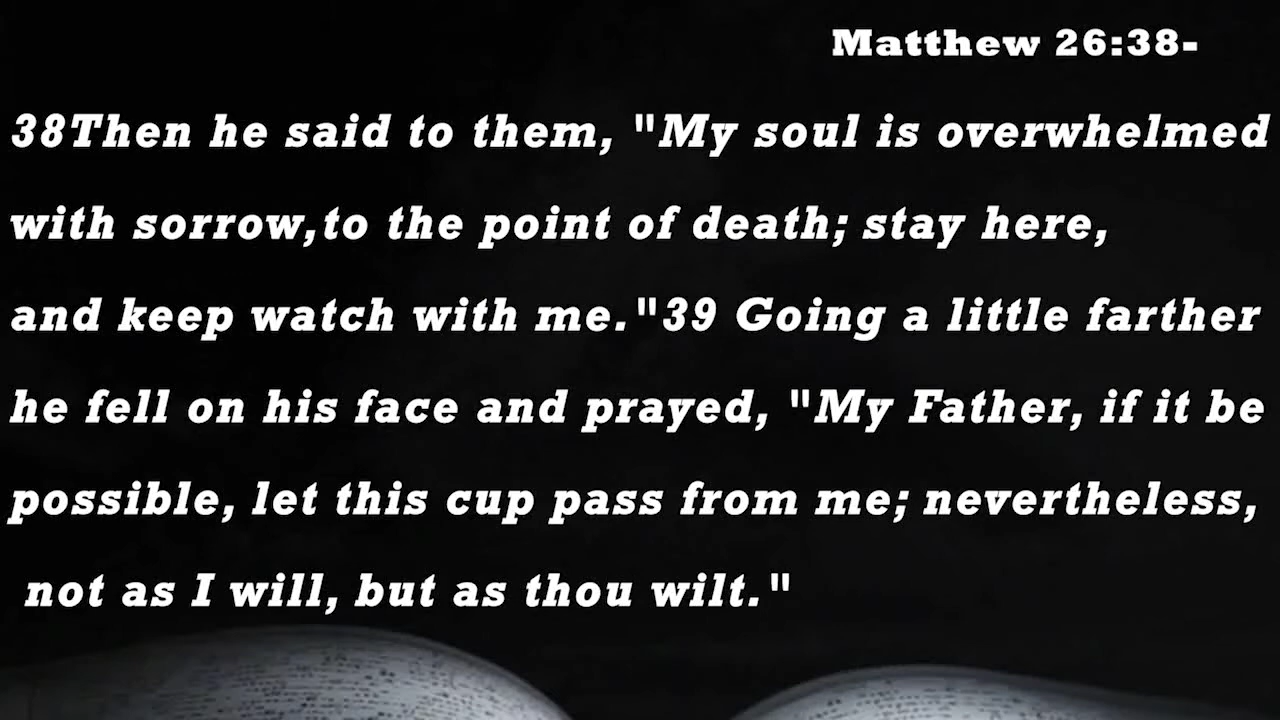 Matthew 26:38-
38Then he said to them, "My soul is overwhelmed
with sorrow,to the point of death; stay here,
and keep watch with me."39 Going a little farther
he fell on his face and prayed, "My Father, if it be
possible, let this cup pass from me; nevertheless,
not as I will, but as thou wilt."